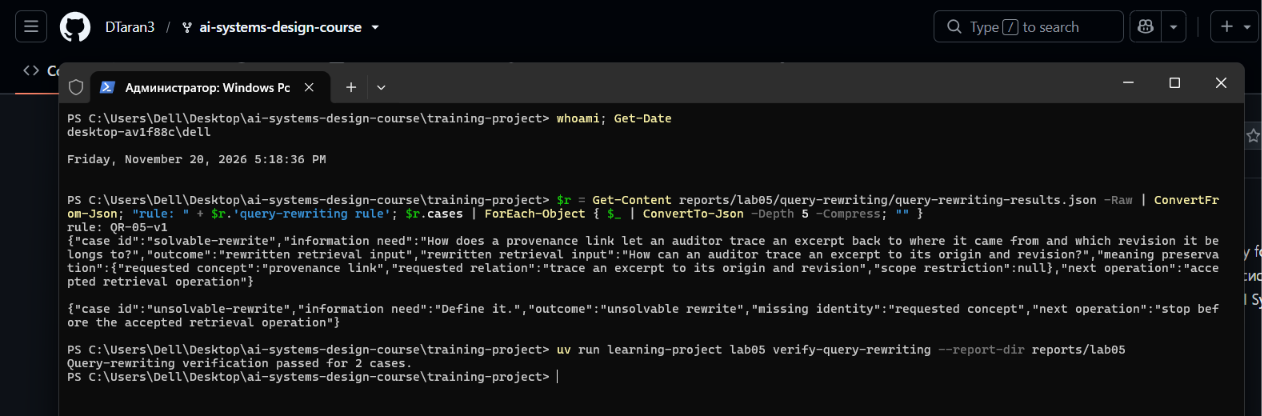 DTaran3 / ai-systems-design-course
Type / to search
Администратор: Windows Pc
PS C:\Users\Dell\Desktop\ai-systems-design-course\training-project> whoami; Get-Date
desktop-av1f88c\dell
Friday, November 20, 2026 5:18:36 PM
PS C:\Users\Dell\Desktop\ai-systems-design-course\training-project> $r = Get-Content reports/lab05/query-rewriting/query-rewriting-results.json -Raw | ConvertFr
om-Json; "rule: " + $r.'query-rewriting rule'; $r.cases | ForEach-Object { $_ | ConvertTo-Json -Depth 5 -Compress; "" }
rule: QR-05-v1
{"case id":"solvable-rewrite","information need":"How does a provenance link let an auditor trace an excerpt back to where it came from and which revision it be
longs to?","outcome":"rewritten retrieval input","rewritten retrieval input":"How can an auditor trace an excerpt to its origin and revision?","meaning preserva
tion":{"requested concept":"provenance link","requested relation":"trace an excerpt to its origin and revision","scope restriction":null},"next operation":"acce
pted retrieval operation"}
{"case id":"unsolvable-rewrite","information need":"Define it.","outcome":"unsolvable rewrite","missing identity":"requested concept","next operation":"stop bef
ore the accepted retrieval operation"}
PS C:\Users\Dell\Desktop\ai-systems-design-course\training-project> uv run learning-project lab05 verify-query-rewriting --report-dir reports/lab05
Query-rewriting verification passed for 2 cases.
PS C:\Users\Dell\Desktop\ai-systems-design-course\training-project>